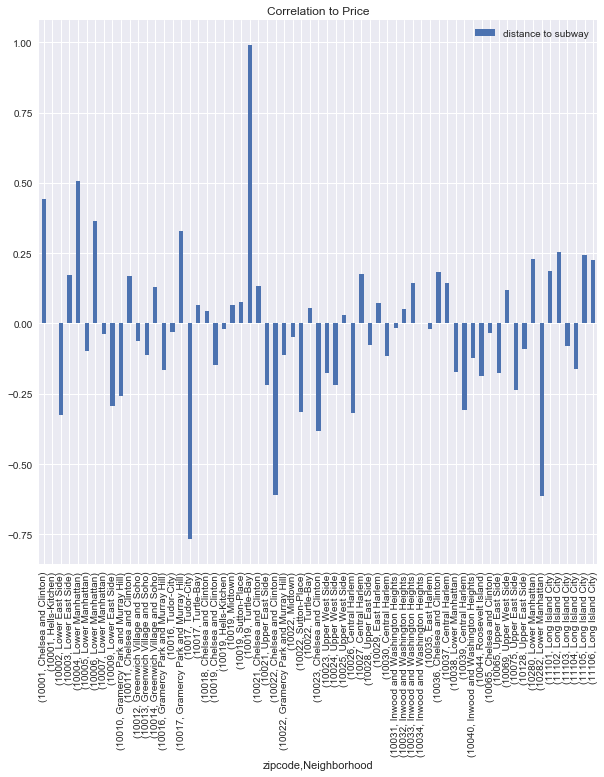 Correlation to Price
distance to subway
1.00
0.75
0.50
0.25
0.00
−0.25
−0.50
−0.75
(10001, Chelsea and Clinton)
(10001, Hells-Kitchen)
(10002, Lower East Side)
(10003, Lower East Side)
(10004, Lower Manhattan)
(10005, Lower Manhattan)
(10006, Lower Manhattan)
(10007, Lower Manhattan)
(10009, Lower East Side)
(10010, Gramercy Park and Murray Hill)
(10011, Chelsea and Clinton)
(10012, Greenwich Village and Soho)
(10013, Greenwich Village and Soho)
(10014, Greenwich Village and Soho)
(10016, Gramercy Park and Murray Hill)
(10016, Tudor-City)
(10017, Gramercy Park and Murray Hill)
(10017, Tudor-City)
(10017, Turtle-Bay)
(10018, Chelsea and Clinton)
(10019, Chelsea and Clinton)
(10019, Hells-Kitchen)
(10019, Midtown)
(10019, Sutton-Place)
(10019, Turtle-Bay)
(10021, Chelsea and Clinton)
(10021, Upper East Side)
(10022, Chelsea and Clinton)
(10022, Gramercy Park and Murray Hill)
(10022, Midtown)
(10022, Sutton-Place)
(10022, Turtle-Bay)
(10023, Chelsea and Clinton)
(10023, Upper West Side)
(10024, Upper West Side)
(10025, Upper West Side)
(10026, Central Harlem)
(10027, Central Harlem)
(10028, Upper East Side)
(10029, East Harlem)
(10030, Central Harlem)
(10031, Inwood and Washington Heights)
(10032, Inwood and Washington Heights)
(10033, Inwood and Washington Heights)
(10034, Inwood and Washington Heights)
(10035, East Harlem)
(10036, Chelsea and Clinton)
(10037, Central Harlem)
(10038, Lower Manhattan)
(10039, Central Harlem)
(10040, Inwood and Washington Heights)
(10044, Roosevelt Island)
(10065, Chelsea and Clinton)
(10065, Upper East Side)
(10069, Upper West Side)
(10075, Upper East Side)
(10128, Upper East Side)
(10280, Lower Manhattan)
(10282, Lower Manhattan)
(11101, Long Island City)
(11102, Long Island City)
(11103, Long Island City)
(11104, Long Island City)
(11105, Long Island City)
(11106, Long Island City)
zipcode,Neighborhood